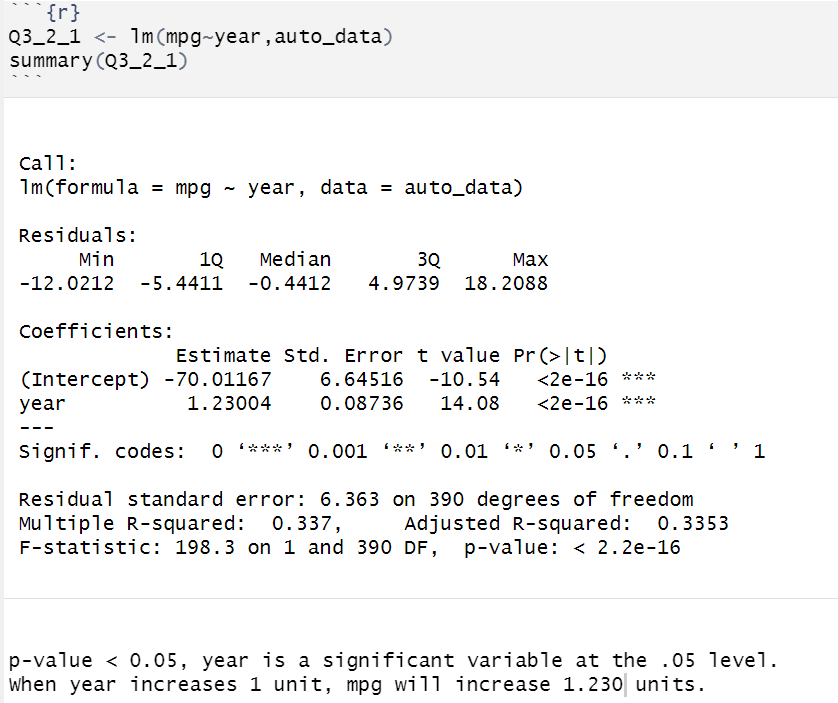 ```{r}
Q3_2_1 <- lm(mpg~year,auto_data)
summary(Q3_2_1)
```
Call:
lm(formula = mpg ~ year, data = auto_data)
Residuals:
     Min       1Q   Median       3Q      Max
-12.0212  -5.4411  -0.4412   4.9739  18.2088
Coefficients:
             Estimate Std. Error t value Pr(>|t|)
(Intercept) -70.01167    6.64516  -10.54   <2e-16 ***
year          1.23004    0.08736   14.08   <2e-16 ***
---
Signif. codes:  0 ‘***’ 0.001 ‘**’ 0.01 ‘*’ 0.05 ‘.’ 0.1 ‘ ’ 1
Residual standard error: 6.363 on 390 degrees of freedom
Multiple R-squared:  0.337,     Adjusted R-squared:  0.3353
F-statistic: 198.3 on 1 and 390 DF,  p-value: < 2.2e-16
p-value < 0.05, year is a significant variable at the .05 level.
When year increases 1 unit, mpg will increase 1.230 units.